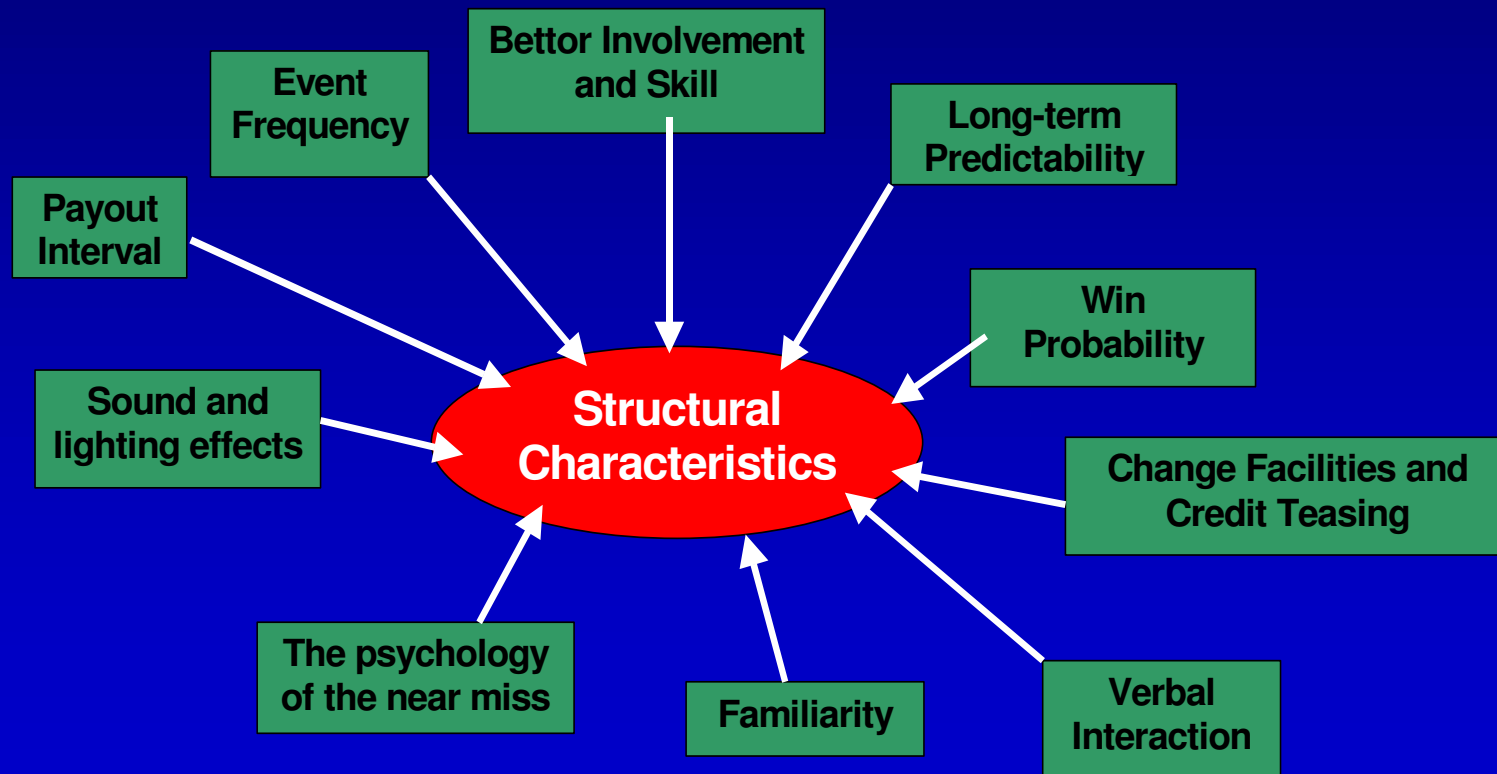 Bettor Involvement
and Skill
Event
Frequency
Long-term
Predictability
Payout
Interval
Win
Probability
Sound and
lighting effects
Structural
Characteristics
Change Facilities and
Credit Teasing
The psychology
of the near miss
Familiarity
Verbal
Interaction